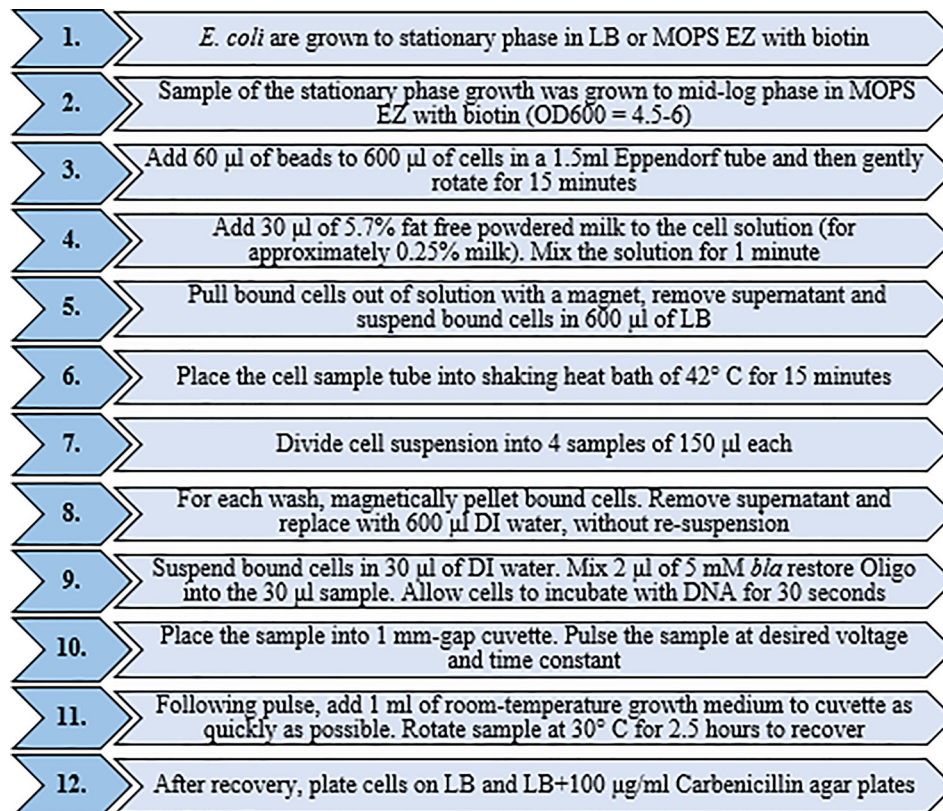 1.
E. coli are grown to stationary phase in LB or MOPS EZ with biotin
2.
Sample of the stationary phase growth was grown to mid-log phase in MOPS
EZ with biotin (OD600 = 4.5-6)
3.
Add 60 µl of beads to 600 µl of cells in a 1.5ml Eppendorf tube and then gently
rotate for 15 minutes
4.
Add 30 µl of 5.7% fat free powdered milk to the cell solution (for
approximately 0.25% milk). Mix the solution for 1 minute
5.
Pull bound cells out of solution with a magnet, remove supernatant and
suspend bound cells in 600 µl of LB
6.
Place the cell sample tube into shaking heat bath of 42° C for 15 minutes
7.
Divide cell suspension into 4 samples of 150 µl each
8.
For each wash, magnetically pellet bound cells. Remove supernatant and
replace with 600 µl DI water, without re-suspension
9.
Suspend bound cells in 30 µl of DI water. Mix 2 µl of 5 mM bla restore Oligo
into the 30 µl sample. Allow cells to incubate with DNA for 30 seconds
10.
Place the sample into 1 mm-gap cuvette. Pulse the sample at desired voltage
and time constant
11.
Following pulse, add 1 ml of room-temperature growth medium to cuvette as
quickly as possible. Rotate sample at 30° C for 2.5 hours to recover
12.
After recovery, plate cells on LB and LB+100 µg/ml Carbenicillin agar plates